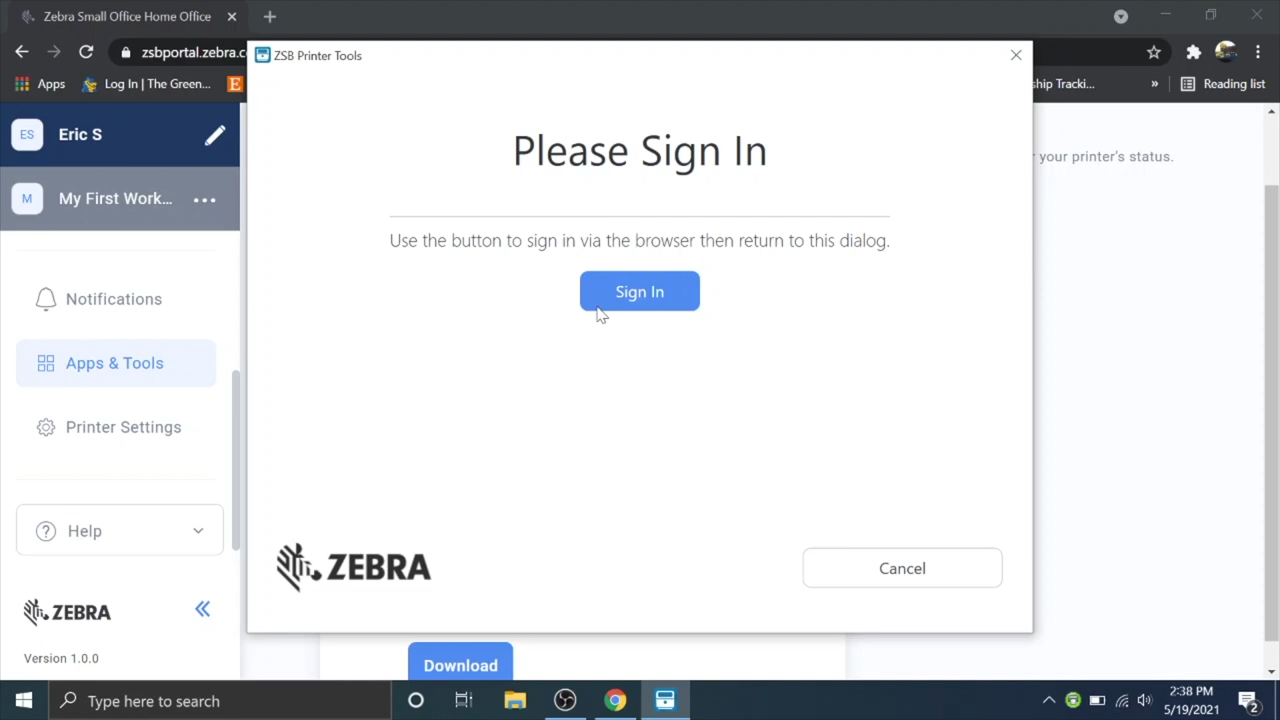 Zebra Small Office Home Office
zsbportal.zebra.c
Apps
Log In | The Green...
E
hip Tracki...
»
Reading list
ZSB Printer Tools
ES
Eric S
M
My First Work...
Notifications
Apps & Tools
Printer Settings
Help
ZEBRA
Version 1.0.0
Please Sign In
Use the button to sign in via the browser then return to this dialog.
Sign In
ZEBRA
Cancel
your printer's status.
Download
Type here to search
2:38 PM
5/19/2021
2